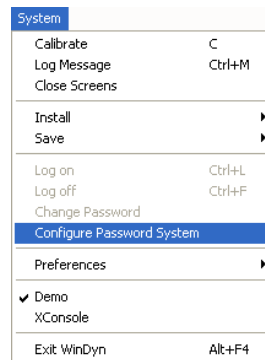 System
Calibrate C
Log Message Ctrl+M
Close Screens
Install
Save
Log on Ctrl+L
Log off Ctrl+F
Change Password
Configure Password System
Preferences
Demo
XConsole
Exit WinDyn Alt+F4